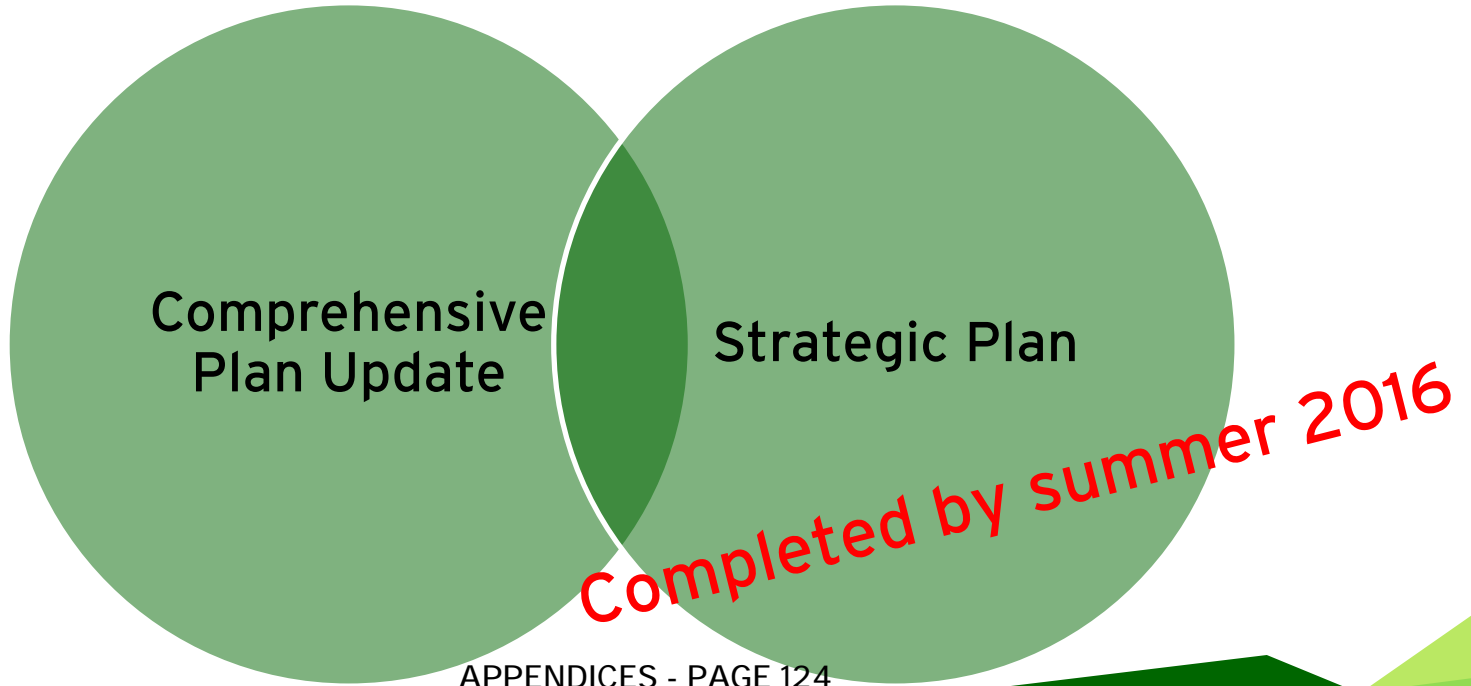 Comprehensive
Plan Update
Strategic Plan
Completed by summer 2016
APPENDICES - PAGE 124